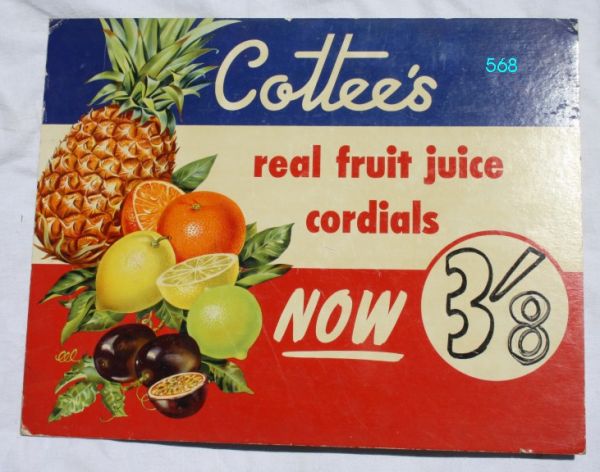 Cottee's
568
real fruit juice
cordials
NOW
3'8